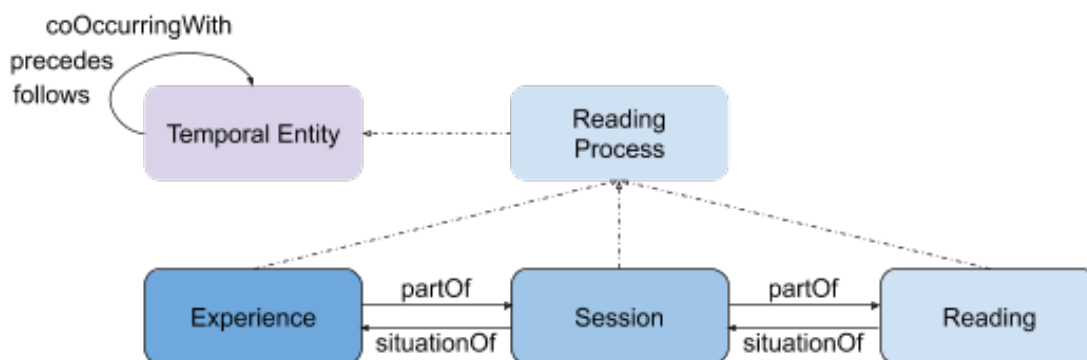 coOccurringWith
precedes
follows
Temporal Entity
Reading
Process
Experience
partOf
situationOf
Session
partOf
situationOf
Reading